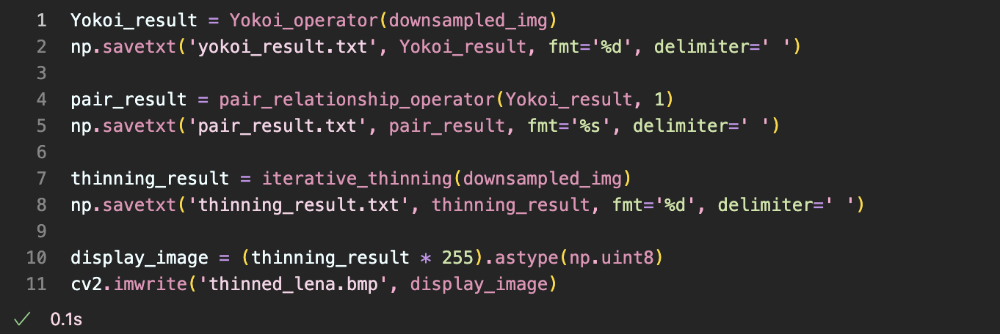 1 Yokoi_result = Yokoi_operator(downsampled_img)
2 np.savetxt('yokoi_result.txt', Yokoi_result, fmt='%d', delimiter=' ')
3
4 pair_result = pair_relationship_operator(Yokoi_result, 1)
5 np.savetxt('pair_result.txt', pair_result, fmt='%s', delimiter=' ')
6
7 thinning_result = iterative_thinning(downsampled_img)
8 np.savetxt('thinning_result.txt', thinning_result, fmt='%d', delimiter=' ')
9
10 display_image = (thinning_result * 255).astype(np.uint8)
11 cv2.imwrite('thinned_lena.bmp', display_image)
✓ 0.1s